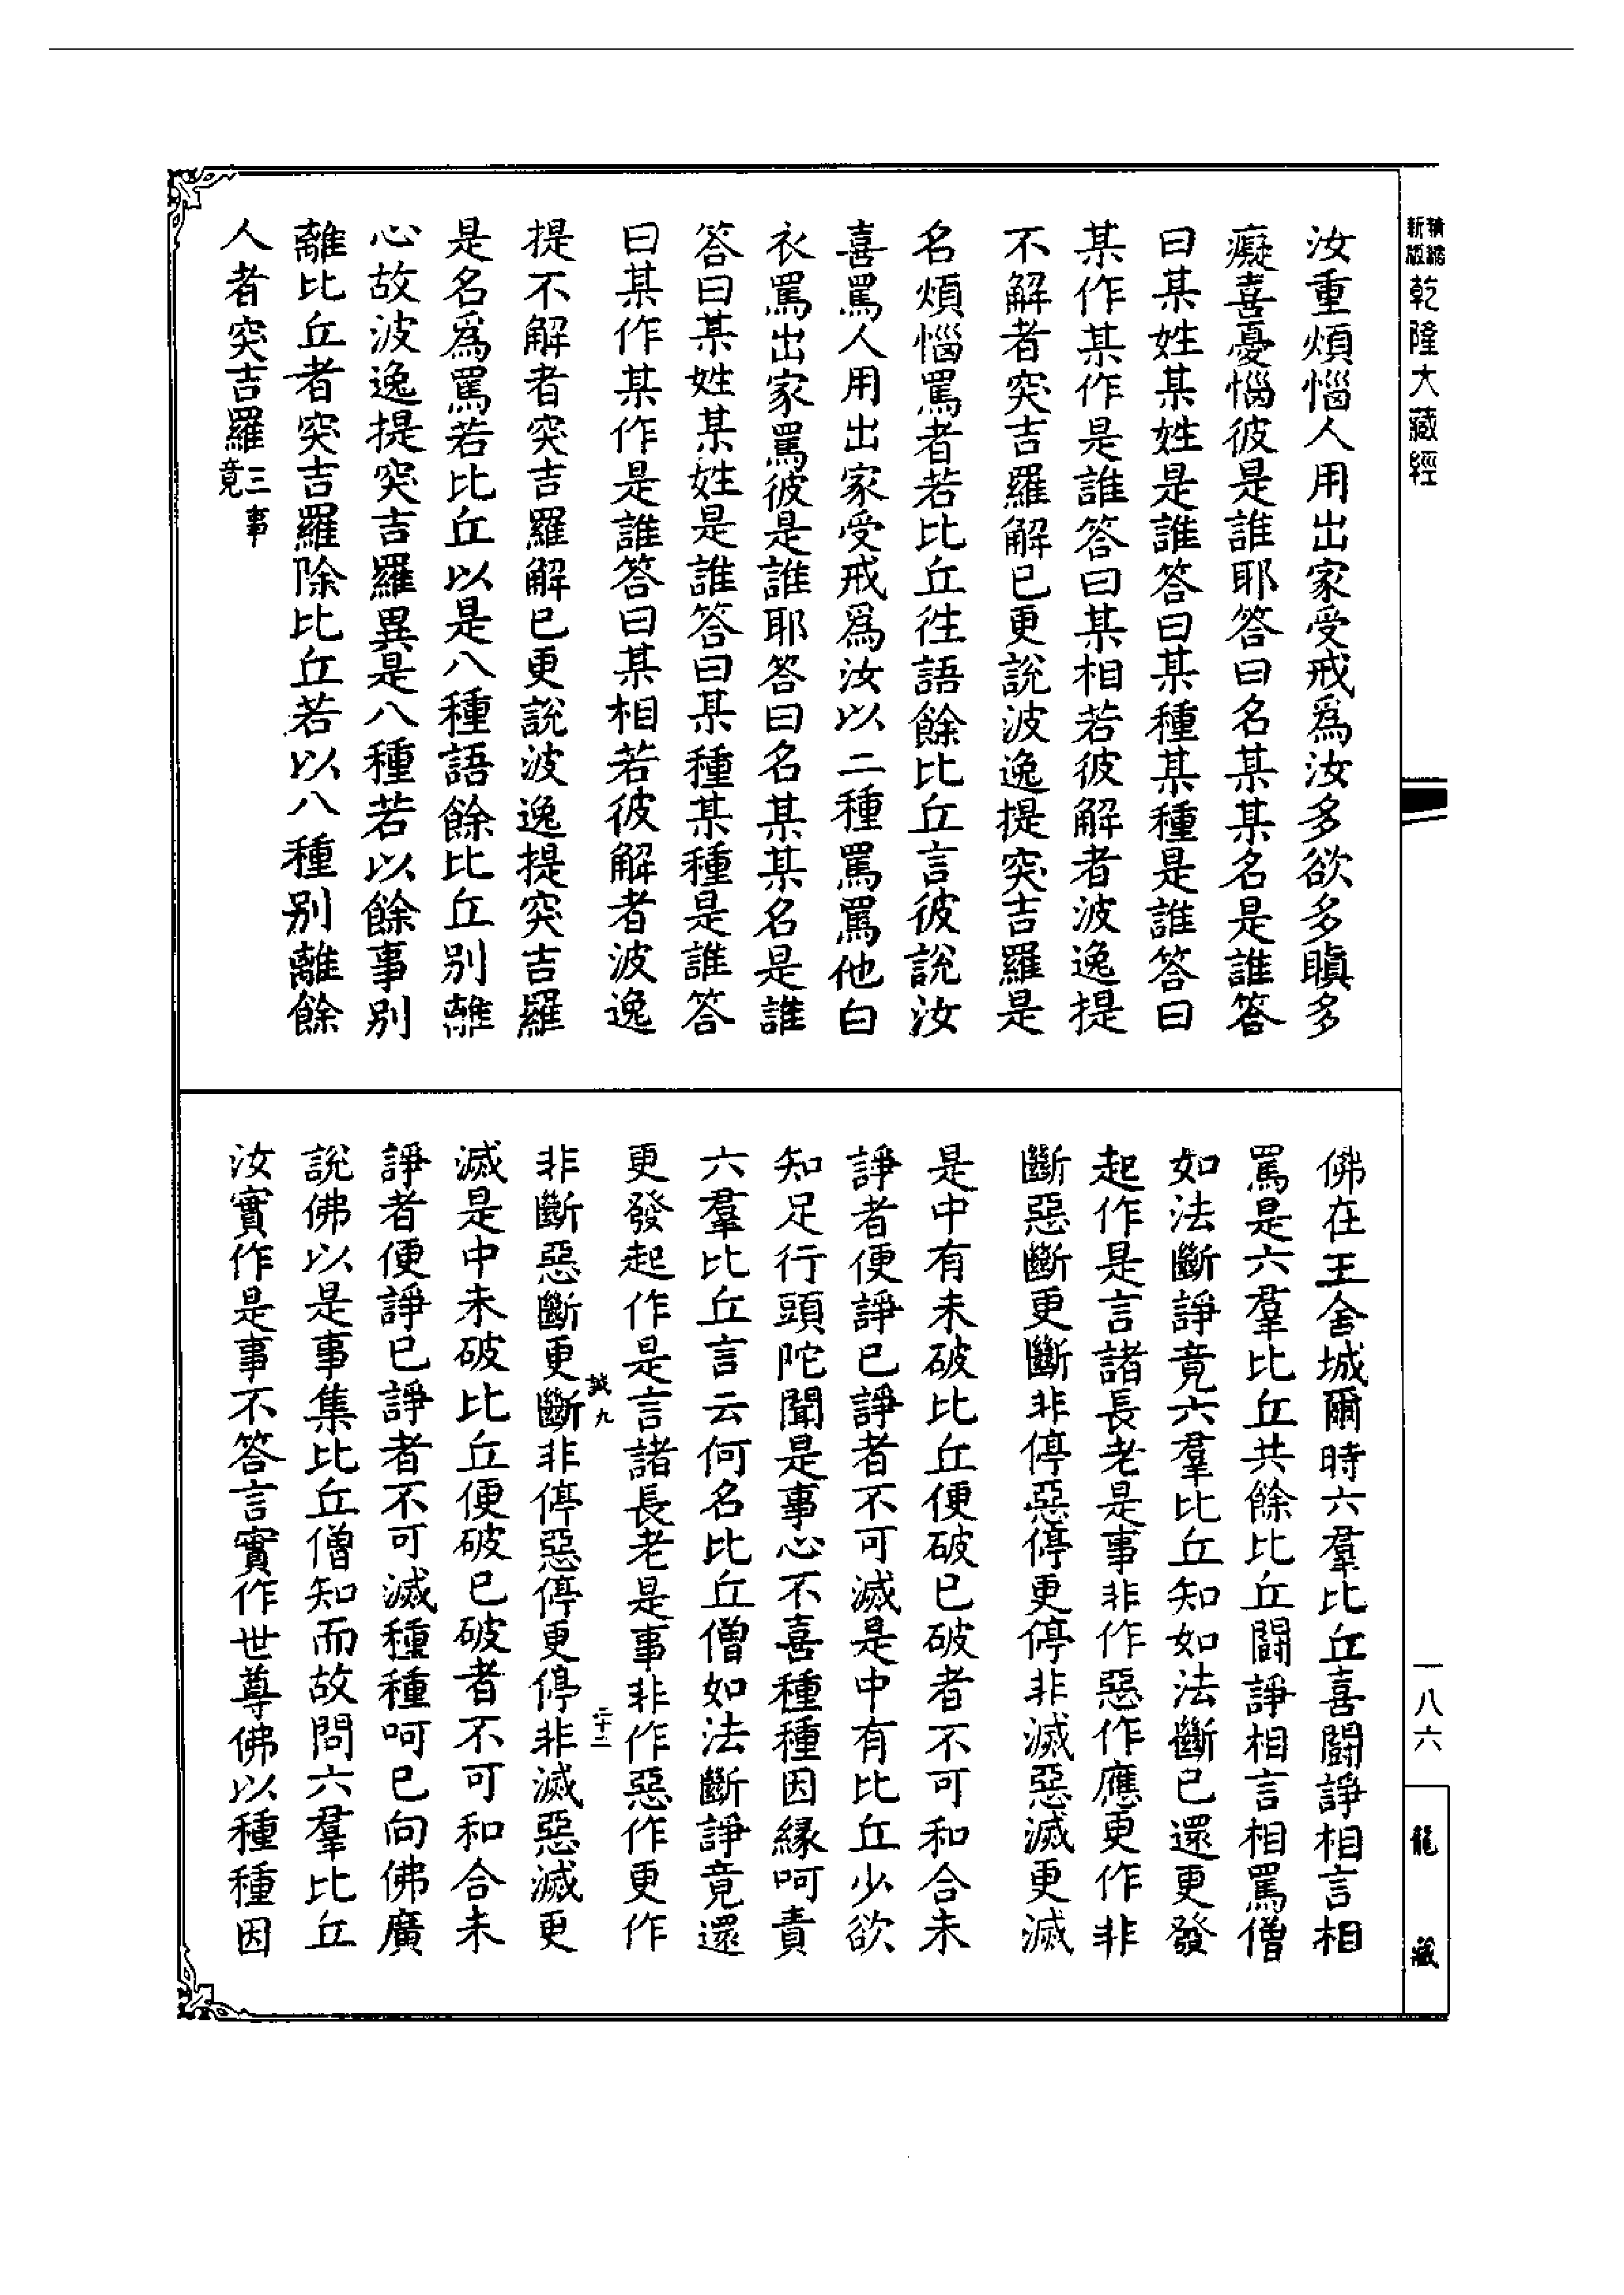 新版精縮乾隆大藏經
汝重煩惱人用出家受戒爲汝多欲多瞋多
癡喜憂惱彼是誰耶答曰名某某名是誰答
曰某姓某姓是誰答曰某種某種是誰答曰
某作某作是誰答曰某相若彼解者波逸提
不解者突吉羅解已更說波逸提突吉羅是
名煩惱罵者若比丘往語餘比丘言彼說汝
喜罵人用出家受戒爲汝以二種罵罵他白
衣罵出家罵彼是誰耶答曰名某某名是誰
答曰某姓某姓是誰答曰某種某種是誰答
曰某作某作是誰答曰某相若彼解者波逸
提不解者突吉羅解已更說波逸提突吉羅
是名爲罵若比丘以是八種語餘比丘別離
心故波逸提突吉羅異是八種若以餘事別
離比丘者突吉羅除比丘若以八種別離餘
人者突吉羅三事竟
佛在王舍城爾時六羣比丘喜鬪諍相言相
罵是六羣比丘共餘比丘鬪諍相言相罵僧
如法斷諍竟六羣比丘知如法斷已還更發
起作是言諸長老是事非作惡作應更作非
斷惡斷更斷非停惡停更停非滅惡滅更滅
是中有未破比丘便破已破者不可和合未
諍者便諍已諍者不可滅是中有比丘少欲
知足行頭陀聞是事心不喜種種因緣呵責
六羣比丘言云何名比丘僧如法斷諍竟還
更發起作是言諸長老是事非作惡作更作
誠九
二十二
非斷惡斷更斷非停惡停更停非滅惡滅更
滅是中未破比丘便破已破者不可和合未
諍者便諍已諍者不可滅種種呵已向佛廣
說佛以是事集比丘僧知而故問六羣比丘
汝實作是事不答言實作世尊佛以種種因
一八六
龍藏